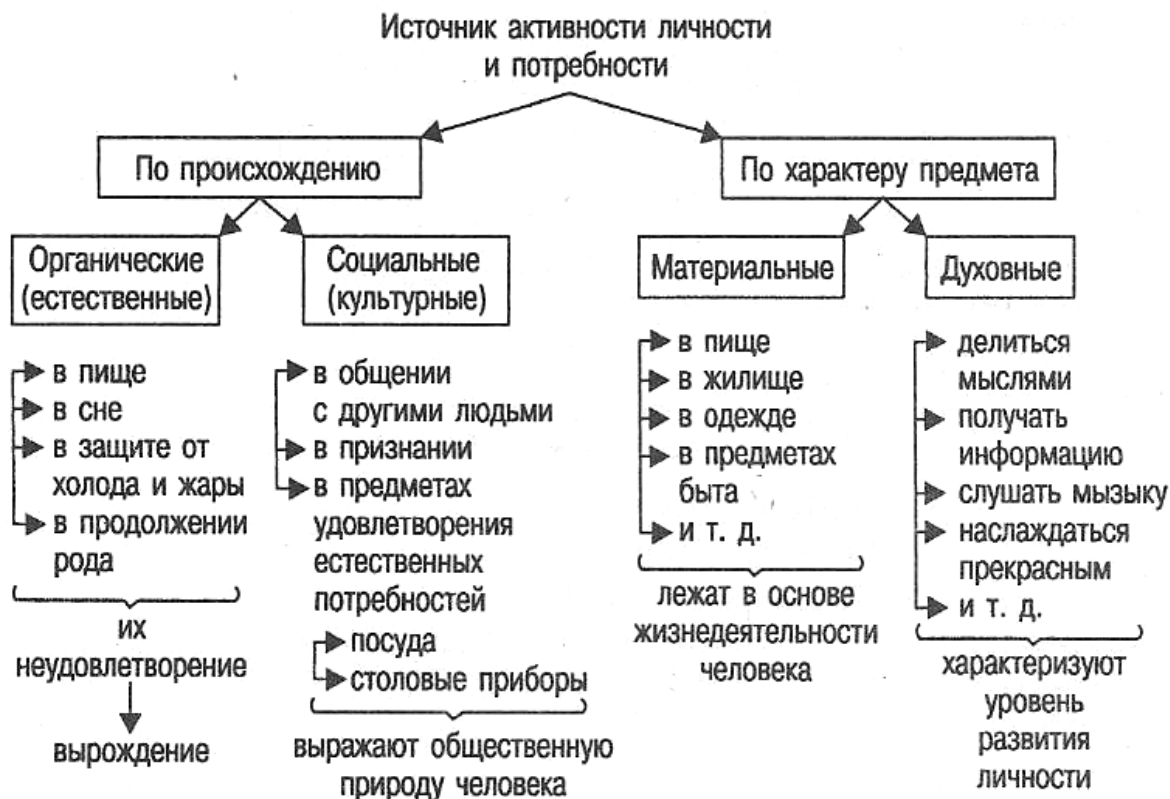 Источник активности личности
и потребности
По происхождению
По характеру предмета
Органические
(естественные)
Социальные
(культурные)
Материальные
Духовные
в пище
в сне
в защите от
холода и жары
в продолжении
рода
их
неудовлетворение
вырождение
в общении
с другими людьми
в признании
в предметах
удовлетворения
естественных
потребностей
посуда
столовые приборы
выражают общественную
природу человека
в пище
в жилище
в одежде
в предметах
быта
и т. д.
лежат в основе
жизнедеятельности
человека
делиться
мыслями
получать
информацию
слушать мызыку
наслаждаться
прекрасным
и т. д.
характеризуют
уровень
развития
личности